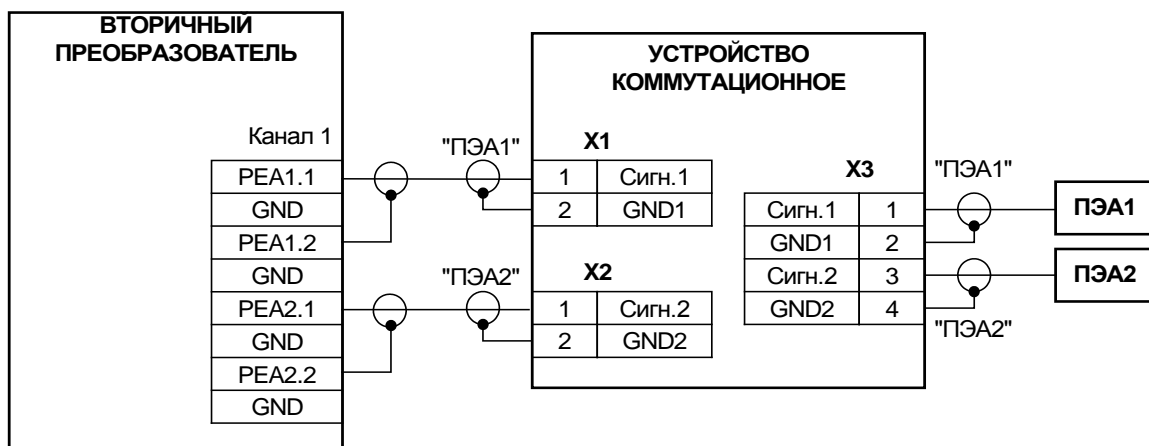 ВТОРИЧНЫЙ
ПРЕОБРАЗОВАТЕЛЬ
Канал 1
PEA1.1
GND
PEA1.2
GND
PEA2.1
GND
PEA2.2
GND
"ПЭА1"
"ПЭА2"
УСТРОЙСТВО
КОММУТАЦИОННОЕ
X1
1 Сигн.1
2 GND1
X2
1 Сигн.2
2 GND2
X3
Сигн.1 1
GND1 2
Сигн.2 3
GND2 4
"ПЭА1"
"ПЭА2"
ПЭА1
ПЭА2